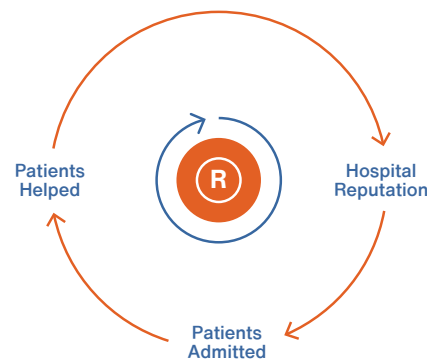 R
Patients
Helped
Hospital
Reputation
Patients
Admitted